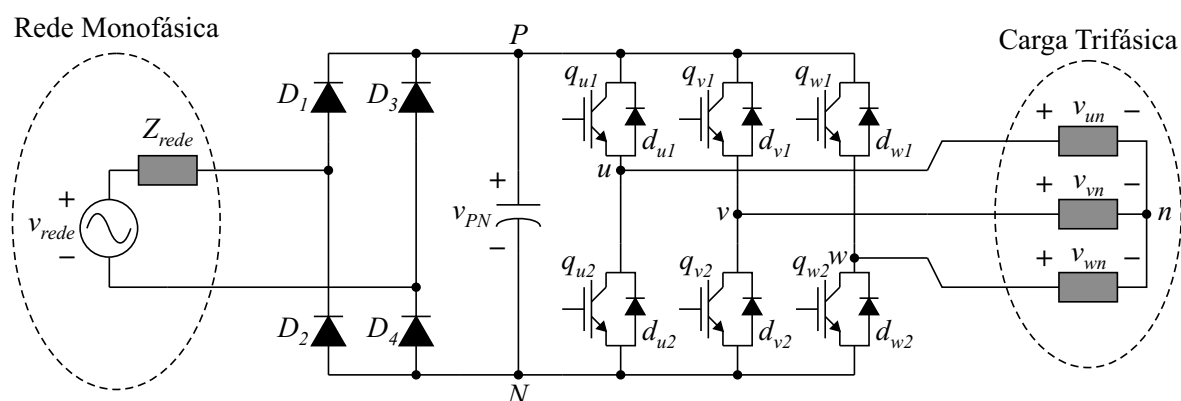 Rede Monofásica
P
Carga Trifásica
q_u1
q_v1
q_w1
D_1
D_3
+ v_un −
Z_rede
d_u1
d_v1
d_w1
u
+
v_rede
−
+
v_PN
−
v
+ v_vn −
n
w
q_u2
q_v2
q_w2
+ v_wn −
D_2
D_4
d_u2
d_v2
d_w2
N